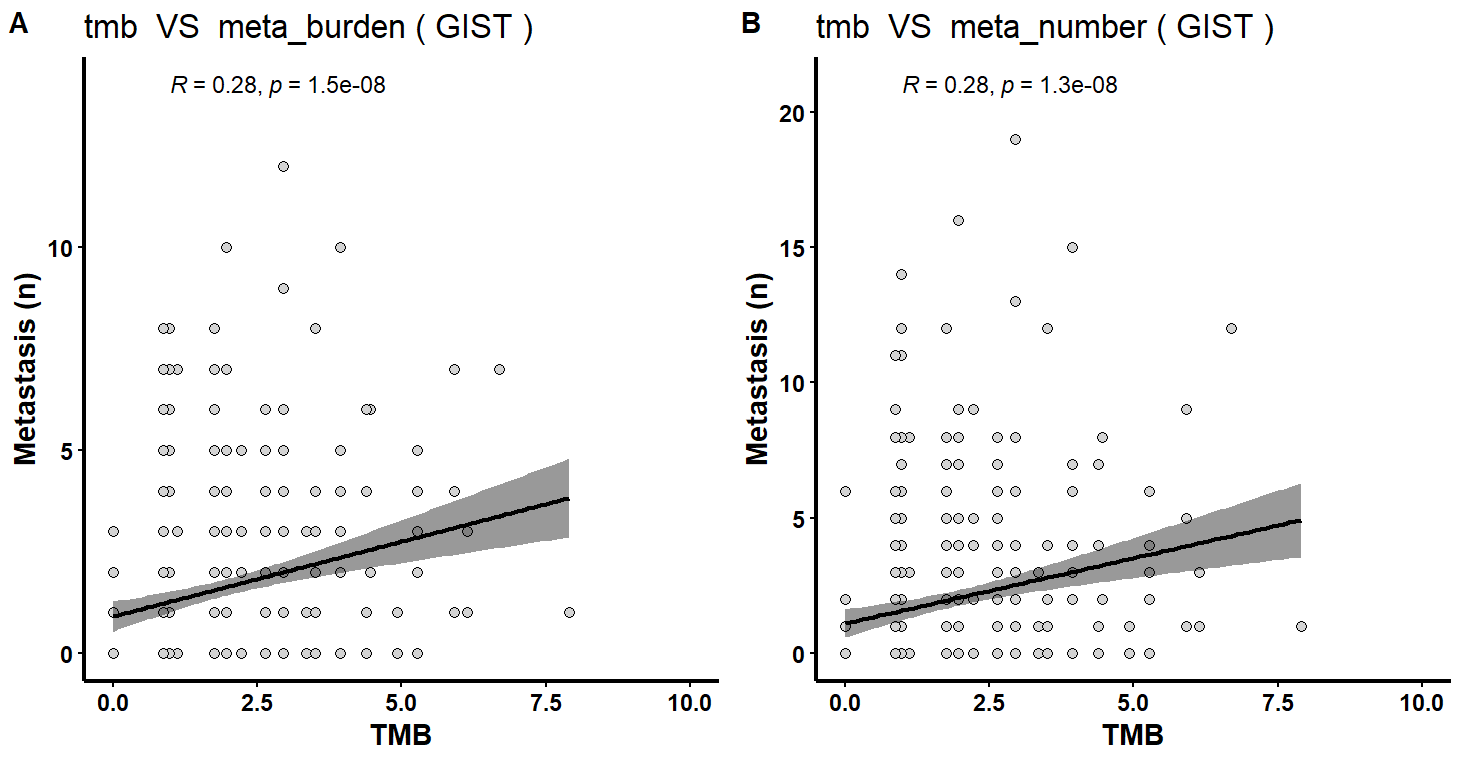 A
tmb VS meta_burden ( GIST )
R = 0.28, p = 1.5e-08
Metastasis (n)
10
5
0
0.0 2.5 5.0 7.5 10.0
TMB
B
tmb VS meta_number ( GIST )
R = 0.28, p = 1.3e-08
Metastasis (n)
20
15
10
5
0
0.0 2.5 5.0 7.5 10.0
TMB